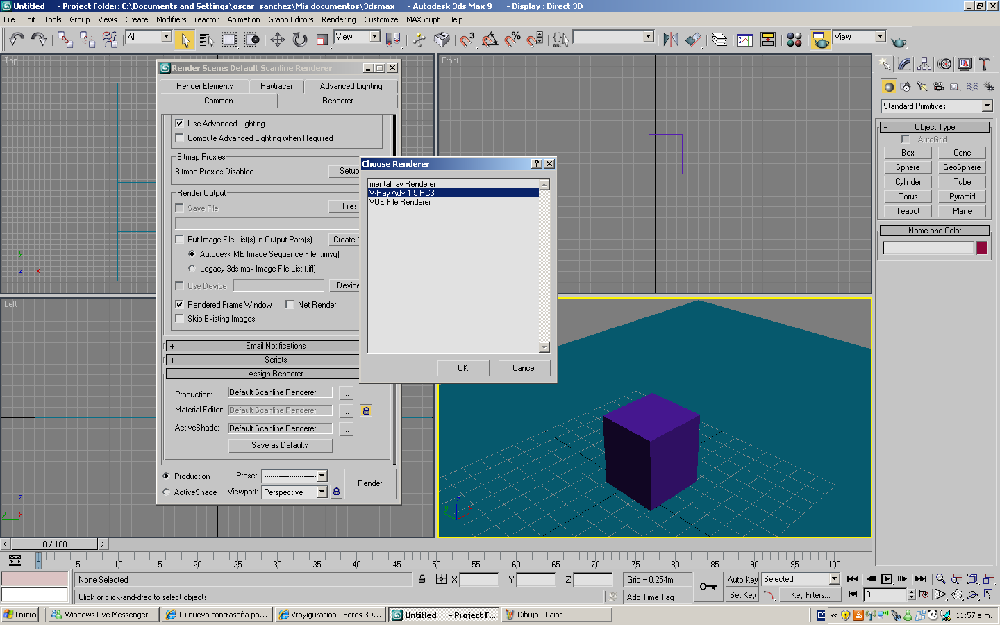 Untitled - Project Folder: C:\Documents and Settings\oscar_sanchez\Mis documentos\3dsmax - Autodesk 3ds Max 9 - Display : Direct 3D
File Edit Tools Group Views Create Modifiers reactor Animation Graph Editors Rendering Customize MAXScript Help
All View View
Top
Front
Left
Render Scene: Default Scanline Renderer
Render Elements Raytracer Advanced Lighting
Common Renderer
Use Advanced Lighting
Compute Advanced Lighting when Required
Bitmap Proxies
Bitmap Proxies Disabled Setup
Render Output
Save File Files.
Put Image File List(s) in Output Path(s) Create N
Autodesk ME Image Sequence File (.imsq)
Legacy 3ds max Image File List (.ifl)
Use Device Device
Rendered Frame Window Net Render
Skip Existing Images
+ Email Notifications
+ Scripts
- Assign Renderer
Production: Default Scanline Renderer ...
Material Editor: Default Scanline Renderer ...
ActiveShade: Default Scanline Renderer ...
Save as Defaults
Production Preset: -------------------------
ActiveShade Viewport: Perspective
Render
Choose Renderer
mental ray Renderer
V-Ray Adv 1.5 RC3
VUE File Renderer
OK Cancel
Standard Primitives
- Object Type
AutoGrid
Box Cone
Sphere GeoSphere
Cylinder Tube
Torus Pyramid
Teapot Plane
- Name and Color
y
z x
z
y x
z
y x
< 0 / 100 >
0 5 10 15 20 25 30 35 40 45 50 55 60 65 70 75 80 85 90 95 100
None Selected X: Y: Z: Grid = 0.254m Auto Key Selected
Click or click-and-drag to select objects Add Time Tag Set Key Key Filters... 0
Inicio Windows Live Messenger Tu nueva contraseña pa... Vrayiguracion - Foros 3D... Untitled - Project F... Dibujo - Paint ES « 11:57 a.m.